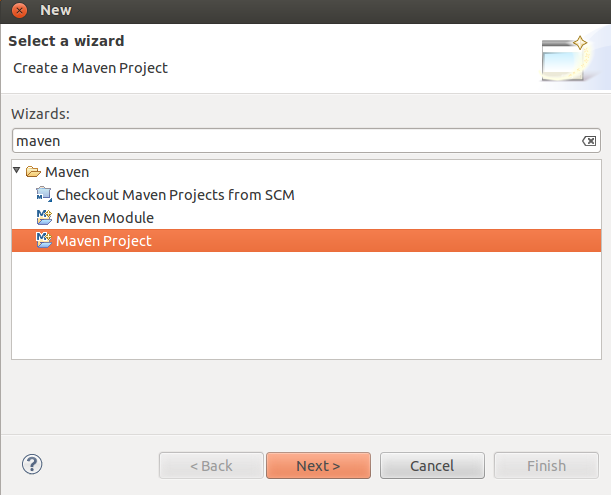 New
Select a wizard
Create a Maven Project
Wizards:
maven
Maven
Checkout Maven Projects from SCM
Maven Module
Maven Project
< Back
Next >
Cancel
Finish